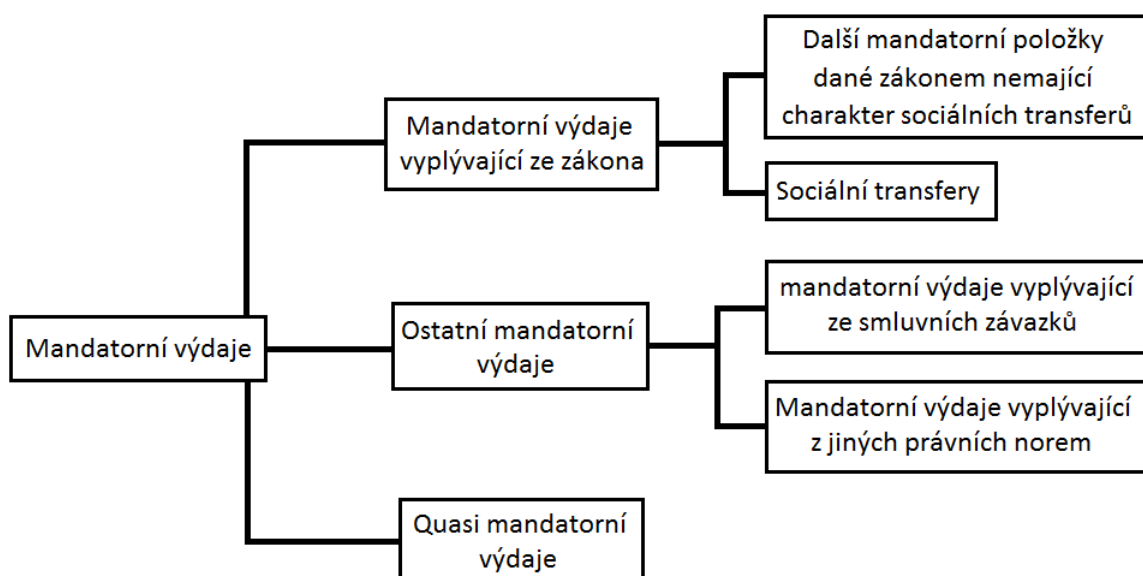 Další mandatorní položky
dané zákonem nemající
charakter sociálních transferů
Mandatorní výdaje
vyplývající ze zákona
Sociální transfery
mandatorní výdaje vyplývající
ze smluvních závazků
Ostatní mandatorní
výdaje
Mandatorní výdaje
Mandatorní výdaje vyplývající
z jiných právních norem
Quasi mandatorní
výdaje